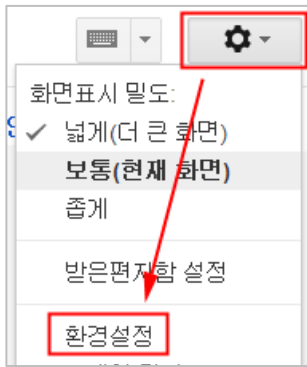 화면표시 밀도:
넓게(더 큰 화면)
보통(현재 화면)
좁게
받은편지함 설정
환경설정